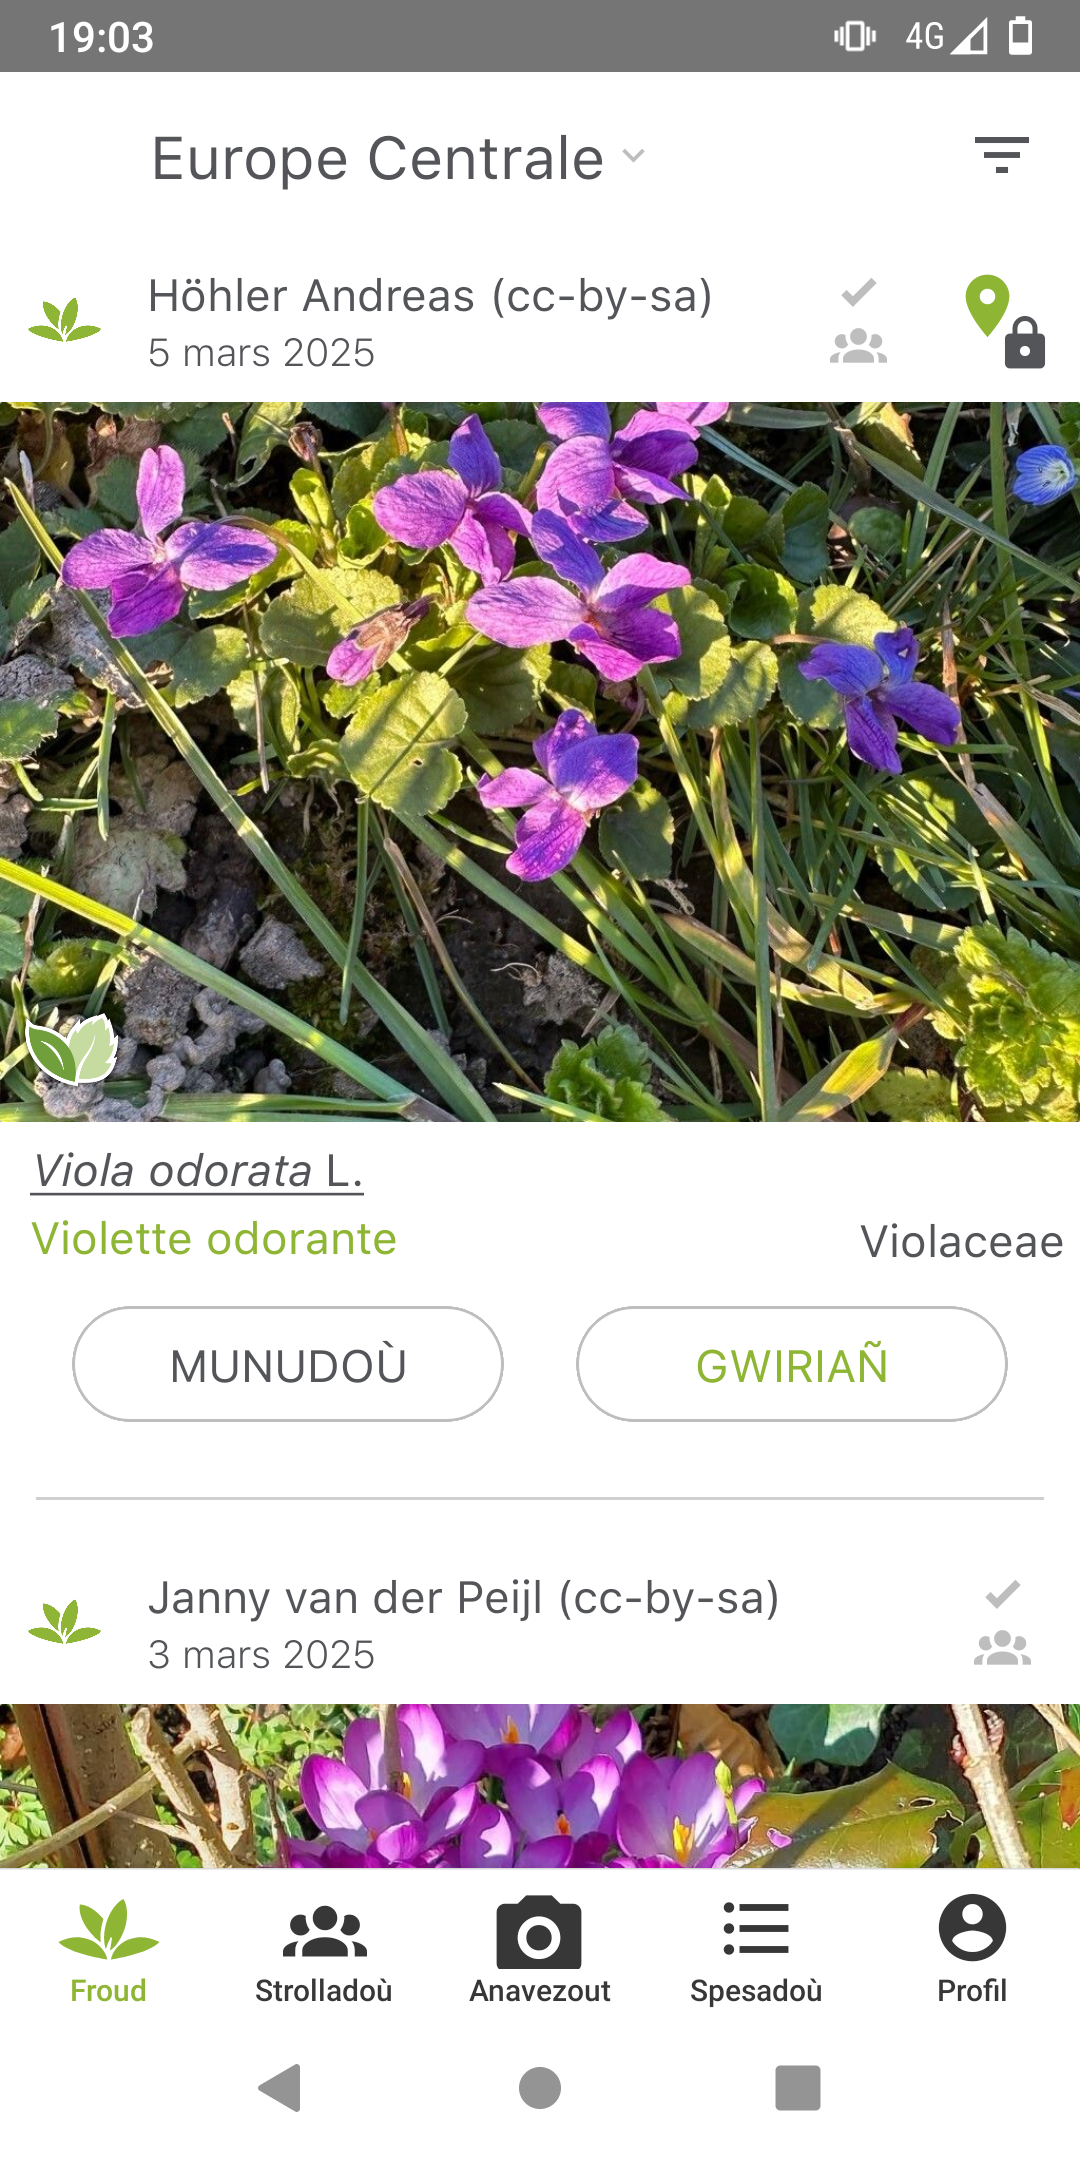 19:03
4G
Europe Centrale
Höhler Andreas (cc-by-sa)
5 mars 2025
Viola odorata L.
Violette odorante
Violaceae
MUNUDOÙ
GWIRIAÑ
Janny van der Peijl (cc-by-sa)
3 mars 2025
Froud
Strolladoù
Anavezout
Spesadoù
Profil